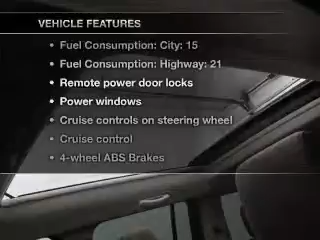 VEHICLE FEATURES
• Fuel Consumption: City: 15
• Fuel Consumption: Highway: 21
• Remote power door locks
• Power windows
• Cruise controls on steering wheel
• Cruise control
• 4-wheel ABS Brakes